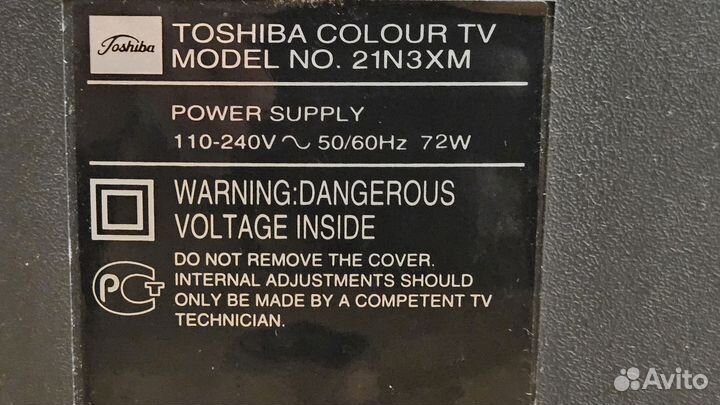 Toshiba
TOSHIBA COLOUR TV
MODEL NO. 21N3XM
POWER SUPPLY
110-240V ~ 50/60Hz 72W
WARNING:DANGEROUS
VOLTAGE INSIDE
DO NOT REMOVE THE COVER.
INTERNAL ADJUSTMENTS SHOULD
ONLY BE MADE BY A COMPETENT TV
TECHNICIAN.
РСТ
Avito